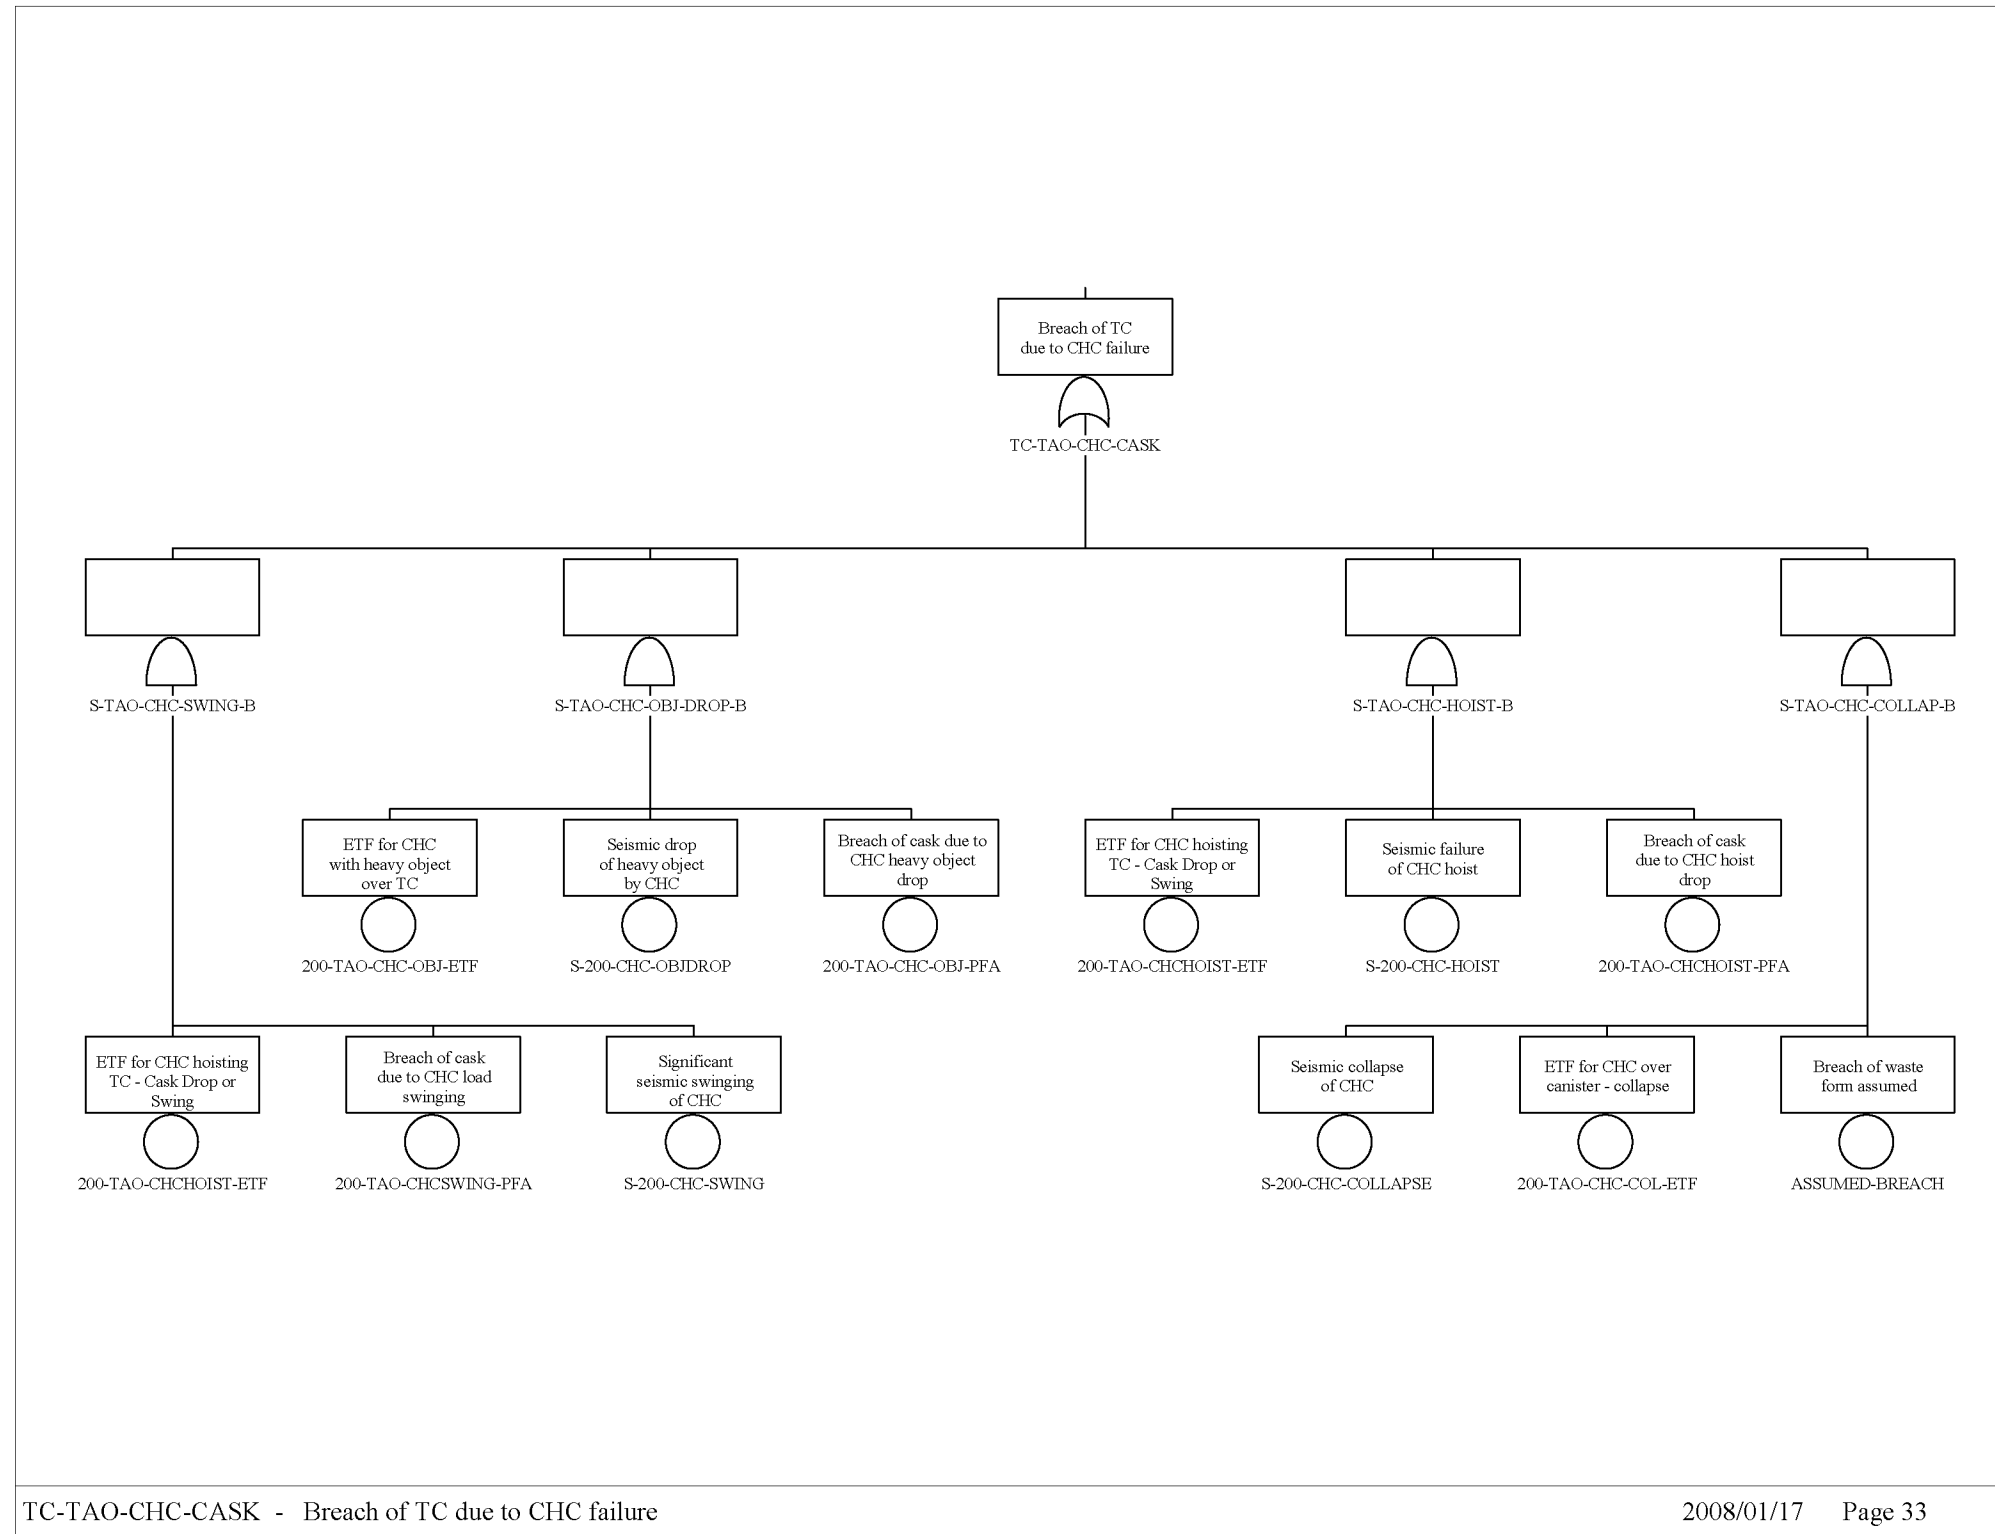 Breach of TC
due to CHC failure
TC-TAO-CHC-CASK
S-TAO-CHC-SWING-B
S-TAO-CHC-OBJ-DROP-B
S-TAO-CHC-HOIST-B
S-TAO-CHC-COLLAP-B
ETF for CHC
with heavy object
over TC
200-TAO-CHC-OBJ-ETF
Seismic drop
of heavy object
by CHC
S-200-CHC-OBJDROP
Breach of cask due to
CHC heavy object
drop
200-TAO-CHC-OBJ-PFA
ETF for CHC hoisting
TC - Cask Drop or
Swing
200-TAO-CHCHOIST-ETF
Seismic failure
of CHC hoist
S-200-CHC-HOIST
Breach of cask
due to CHC hoist
drop
200-TAO-CHCHOIST-PFA
ETF for CHC hoisting
TC - Cask Drop or
Swing
200-TAO-CHCHOIST-ETF
Breach of cask
due to CHC load
swinging
200-TAO-CHCSWING-PFA
Significant
seismic swinging
of CHC
S-200-CHC-SWING
Seismic collapse
of CHC
S-200-CHC-COLLAPSE
ETF for CHC over
canister - collapse
200-TAO-CHC-COL-ETF
Breach of waste
form assumed
ASSUMED-BREACH
TC-TAO-CHC-CASK - Breach of TC due to CHC failure
2008/01/17 Page 33